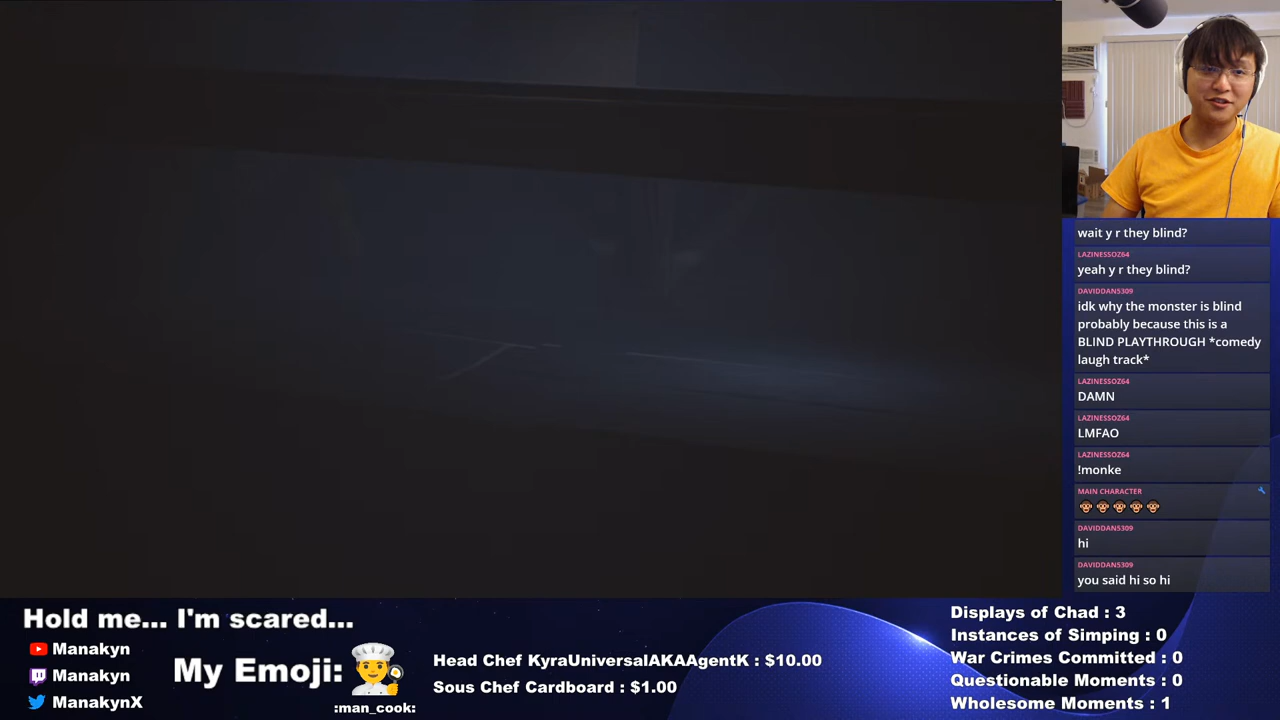 wait y r they blind?
LAZINESSOZ64
yeah y r they blind?
DAVIDDAN5309
idk why the monster is blind
probably because this is a
BLIND PLAYTHROUGH *comedy
laugh track*
LAZINESSOZ64
DAMN
LAZINESSOZ64
LMFAO
LAZINESSOZ64
!monke
MAIN CHARACTER
🐵🐵🐵🐵🐵
DAVIDDAN5309
hi
DAVIDDAN5309
you said hi so hi
Hold me... I'm scared...
Manakyn
Manakyn
ManakynX
My Emoji:
:man_cook:
Head Chef KyraUniversalAKAAgentK : $10.00
Sous Chef Cardboard : $1.00
Displays of Chad : 3
Instances of Simping : 0
War Crimes Committed : 0
Questionable Moments : 0
Wholesome Moments : 1